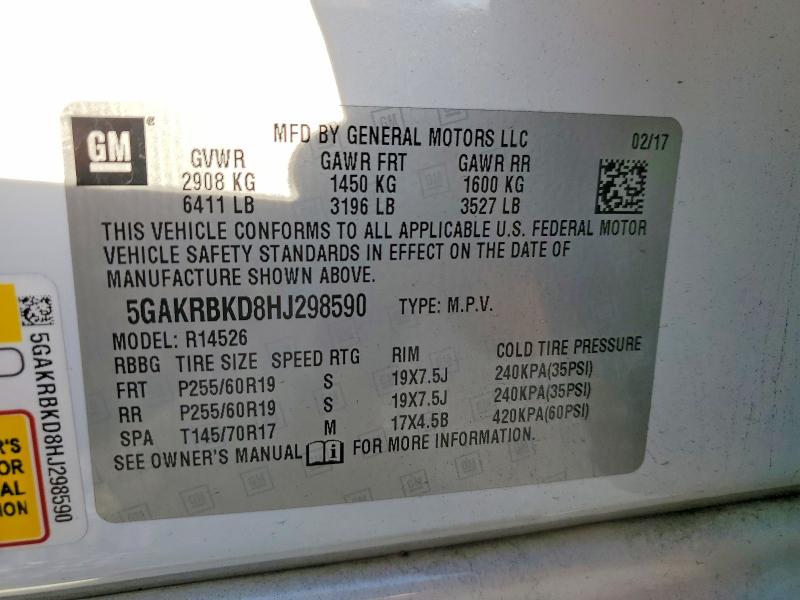 GM
MFD BY GENERAL MOTORS LLC
02/17
GVWR GAWR FRT GAWR RR
2908 KG 1450 KG 1600 KG
6411 LB 3196 LB 3527 LB
THIS VEHICLE CONFORMS TO ALL APPLICABLE U.S. FEDERAL MOTOR
VEHICLE SAFETY STANDARDS IN EFFECT ON THE DATE OF
MANUFACTURE SHOWN ABOVE.
5GAKRBKD8HJ298590 TYPE: M.P.V.
MODEL: R14526
RBBG TIRE SIZE SPEED RTG RIM COLD TIRE PRESSURE
FRT P255/60R19 S 19X7.5J 240KPA(35PSI)
RR P255/60R19 S 19X7.5J 240KPA(35PSI)
SPA T145/70R17 M 17X4.5B 420KPA(60PSI)
SEE OWNER'S MANUAL i FOR MORE INFORMATION.
5GAKRBKD8HJ298590